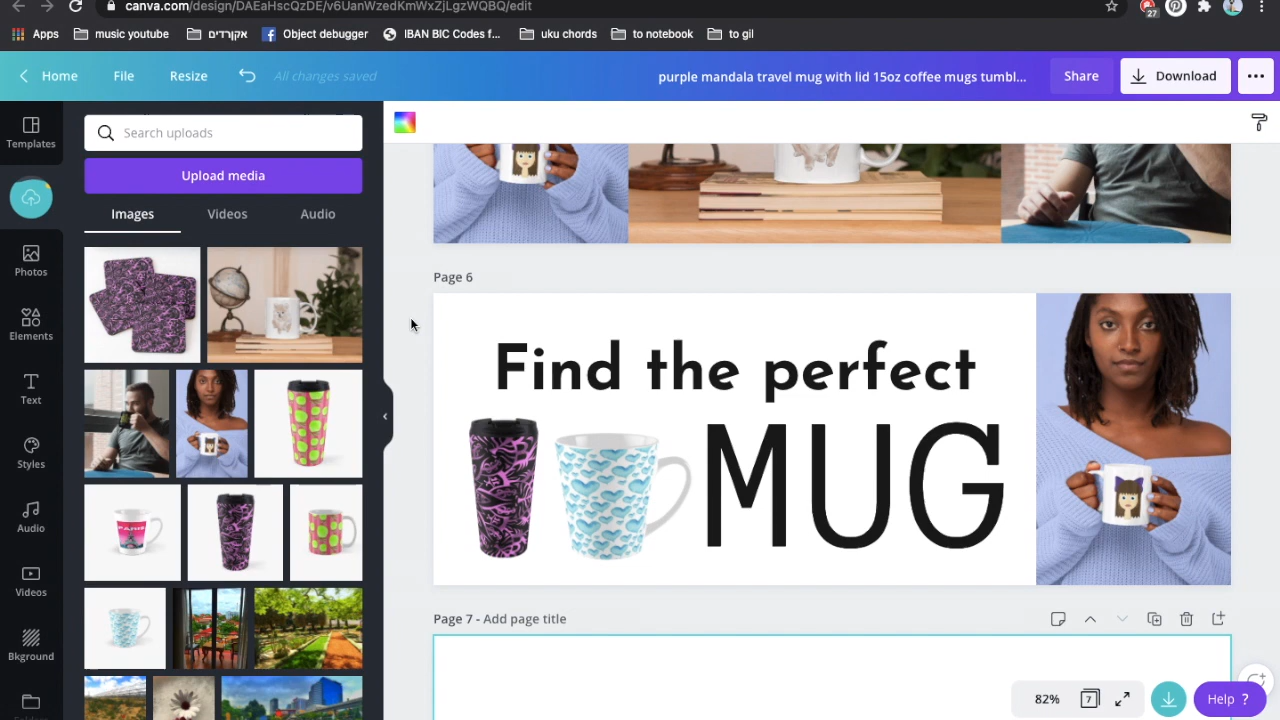 canva.com/design/DAEaHscQzDE/v6UanWzedKmWxZjLgzWQBQ/edit
27
Apps music youtube אקורדים Object debugger IBAN BIC Codes f... uku chords to notebook to gil
Home File Resize All changes saved purple mandala travel mug with lid 15oz coffee mugs tumbl... Share Download
Templates
Photos
Elements
Text
Styles
Audio
Videos
Bkground
Search uploads
Upload media
Images Videos Audio
PARIS
Page 6
Find the perfect
MUG
Page 7 - Add page title
82% 7 Help ?